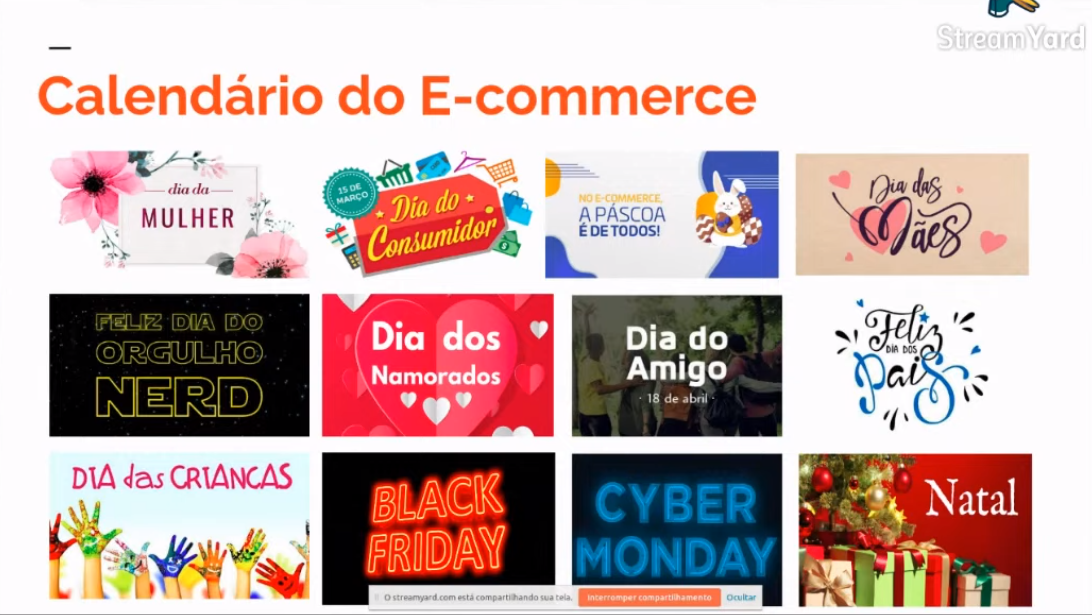 StreamYard
Calendário do E-commerce
dia da
MULHER
15 DE
MARÇO
Dia do
Consumidor
NO E-COMMERCE,
A PÁSCOA
É DE TODOS!
Dia das
Mães
FELIZ DIA DO
ORGULHO
NERD
Dia dos
Namorados
Dia do
Amigo
· 18 de abril ·
Feliz
DIA DOS
Pais
DIA das CRIANÇAS
BLACK
FRIDAY
CYBER
MONDAY
Natal
O streamyard.com está compartilhando sua tela. Interromper compartilhamento Ocultar